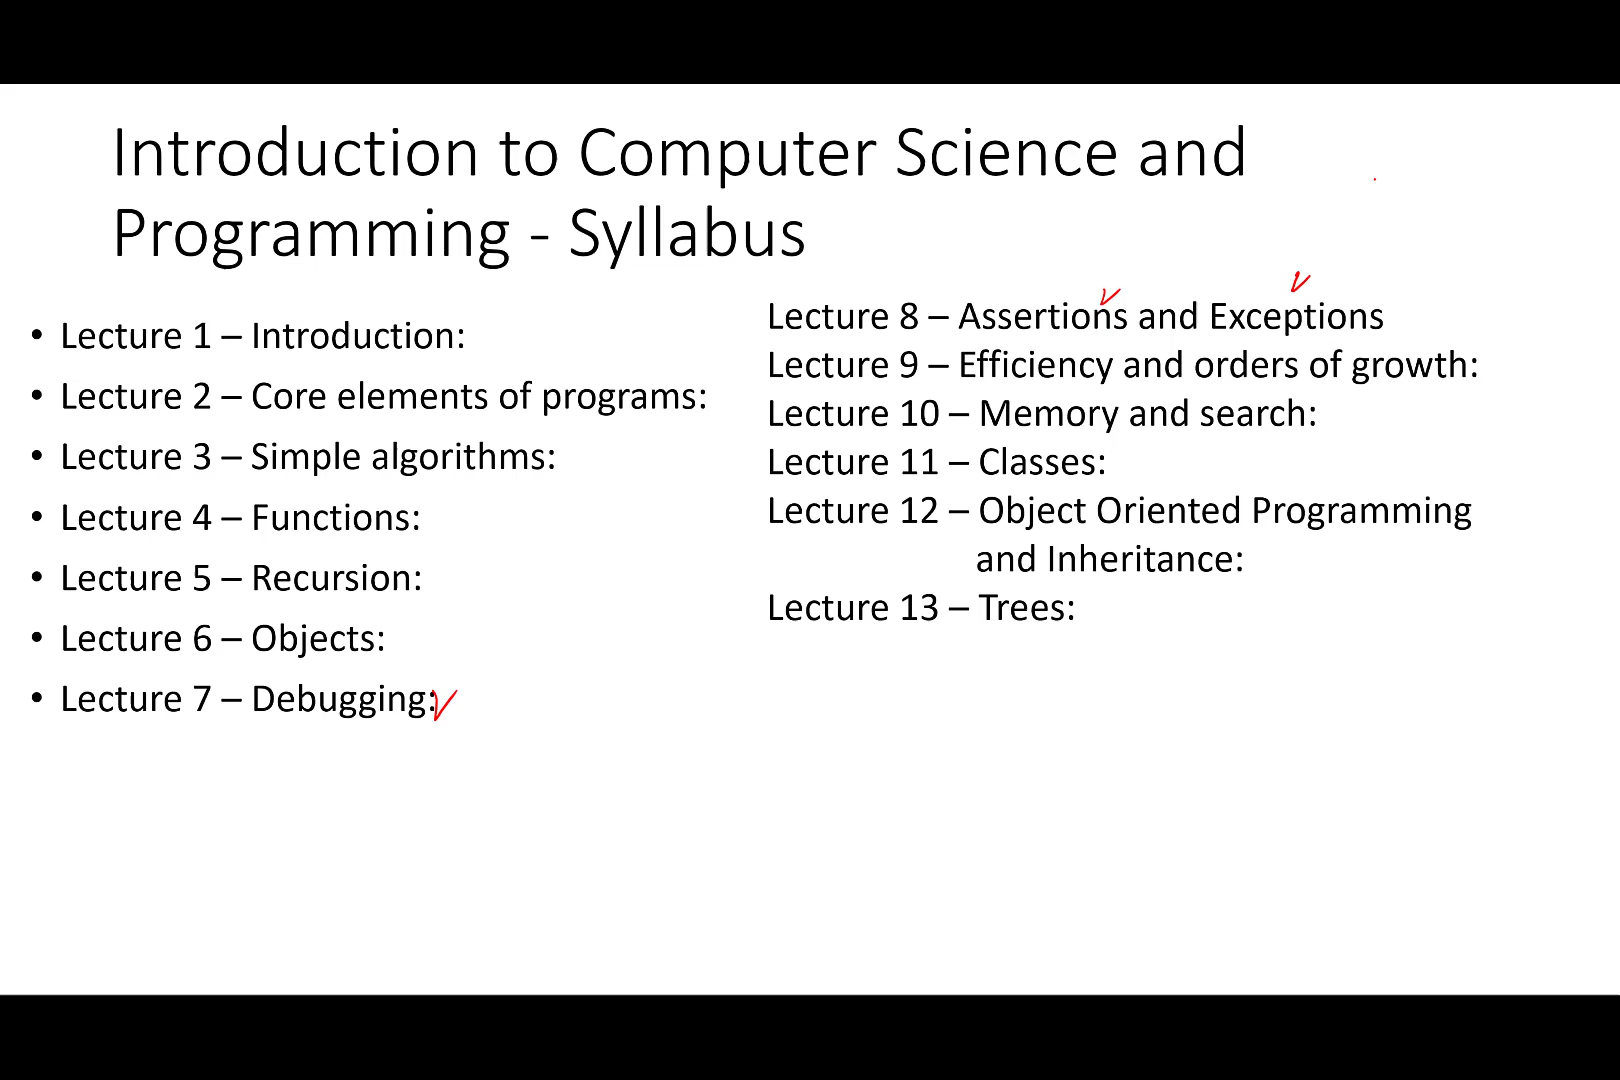 Introduction to Computer Science and
Programming - Syllabus
• Lecture 1 – Introduction:
• Lecture 2 – Core elements of programs:
• Lecture 3 – Simple algorithms:
• Lecture 4 – Functions:
• Lecture 5 – Recursion:
• Lecture 6 – Objects:
• Lecture 7 – Debugging:
Lecture 8 – Assertions and Exceptions
Lecture 9 – Efficiency and orders of growth:
Lecture 10 – Memory and search:
Lecture 11 – Classes:
Lecture 12 – Object Oriented Programming
and Inheritance:
Lecture 13 – Trees: